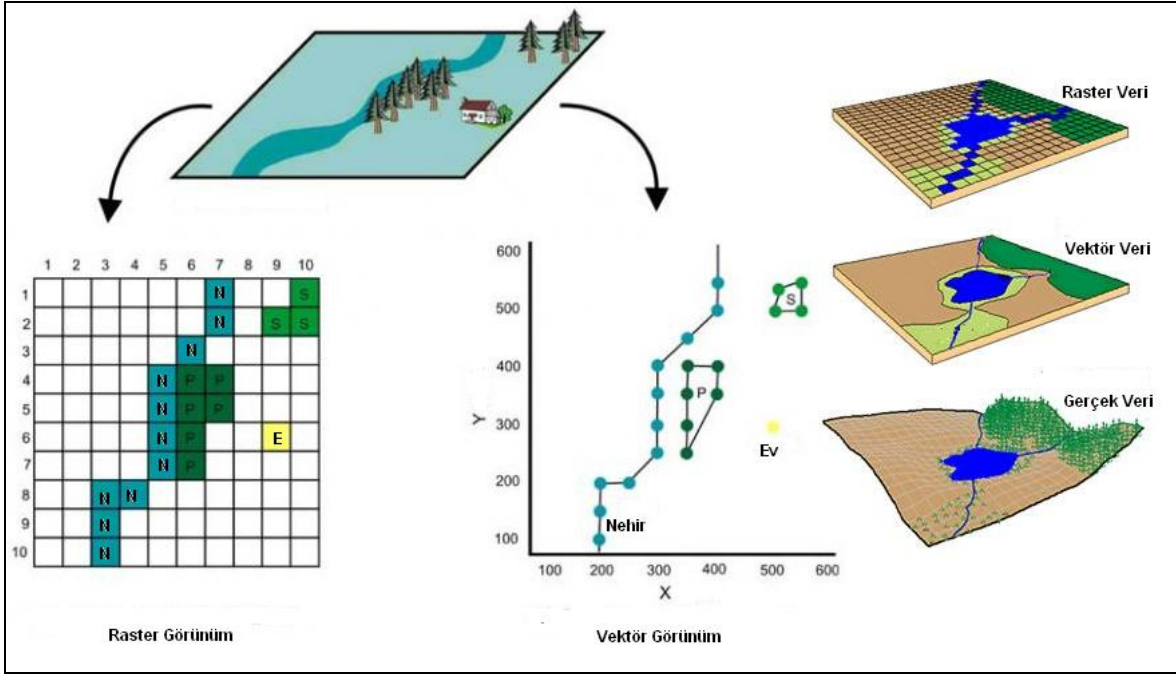 Raster Veri
Vektör Veri
Gerçek Veri
1 2 3 4 5 6 7 8 9 10
1 N S
2 N S S
3 N
4 N P P
5 N P P
6 N P E
7 N P
8 N N
9 N
10 N
Raster Görünüm
600
500
400
300
200
100
Y
S
P
Ev
Nehir
100 200 300 400 500 600
X
Vektör Görünüm